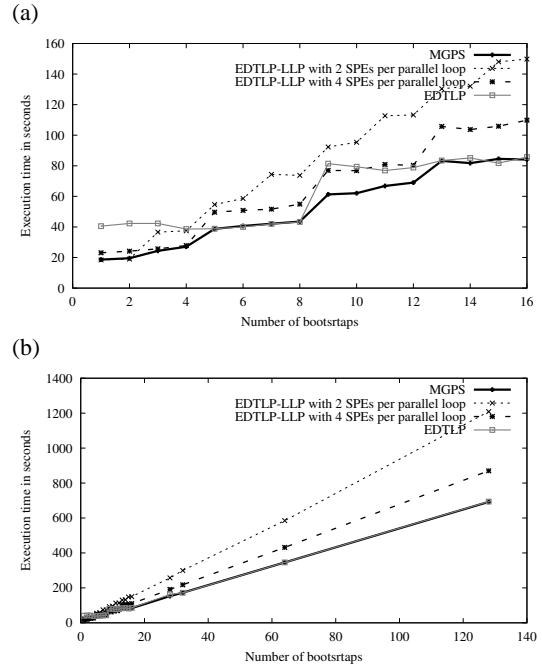 (a)
160
140
120
100
80
60
40
20
0
Execution time in seconds
MGPS
EDTLP-LLP with 2 SPEs per parallel loop
EDTLP-LLP with 4 SPEs per parallel loop
EDTLP
0 2 4 6 8 10 12 14 16
Number of bootsrtaps
(b)
1400
1200
1000
800
600
400
200
0
Execution time in seconds
MGPS
EDTLP-LLP with 2 SPEs per parallel loop
EDTLP-LLP with 4 SPEs per parallel loop
EDTLP
0 20 40 60 80 100 120 140
Number of bootsrtaps